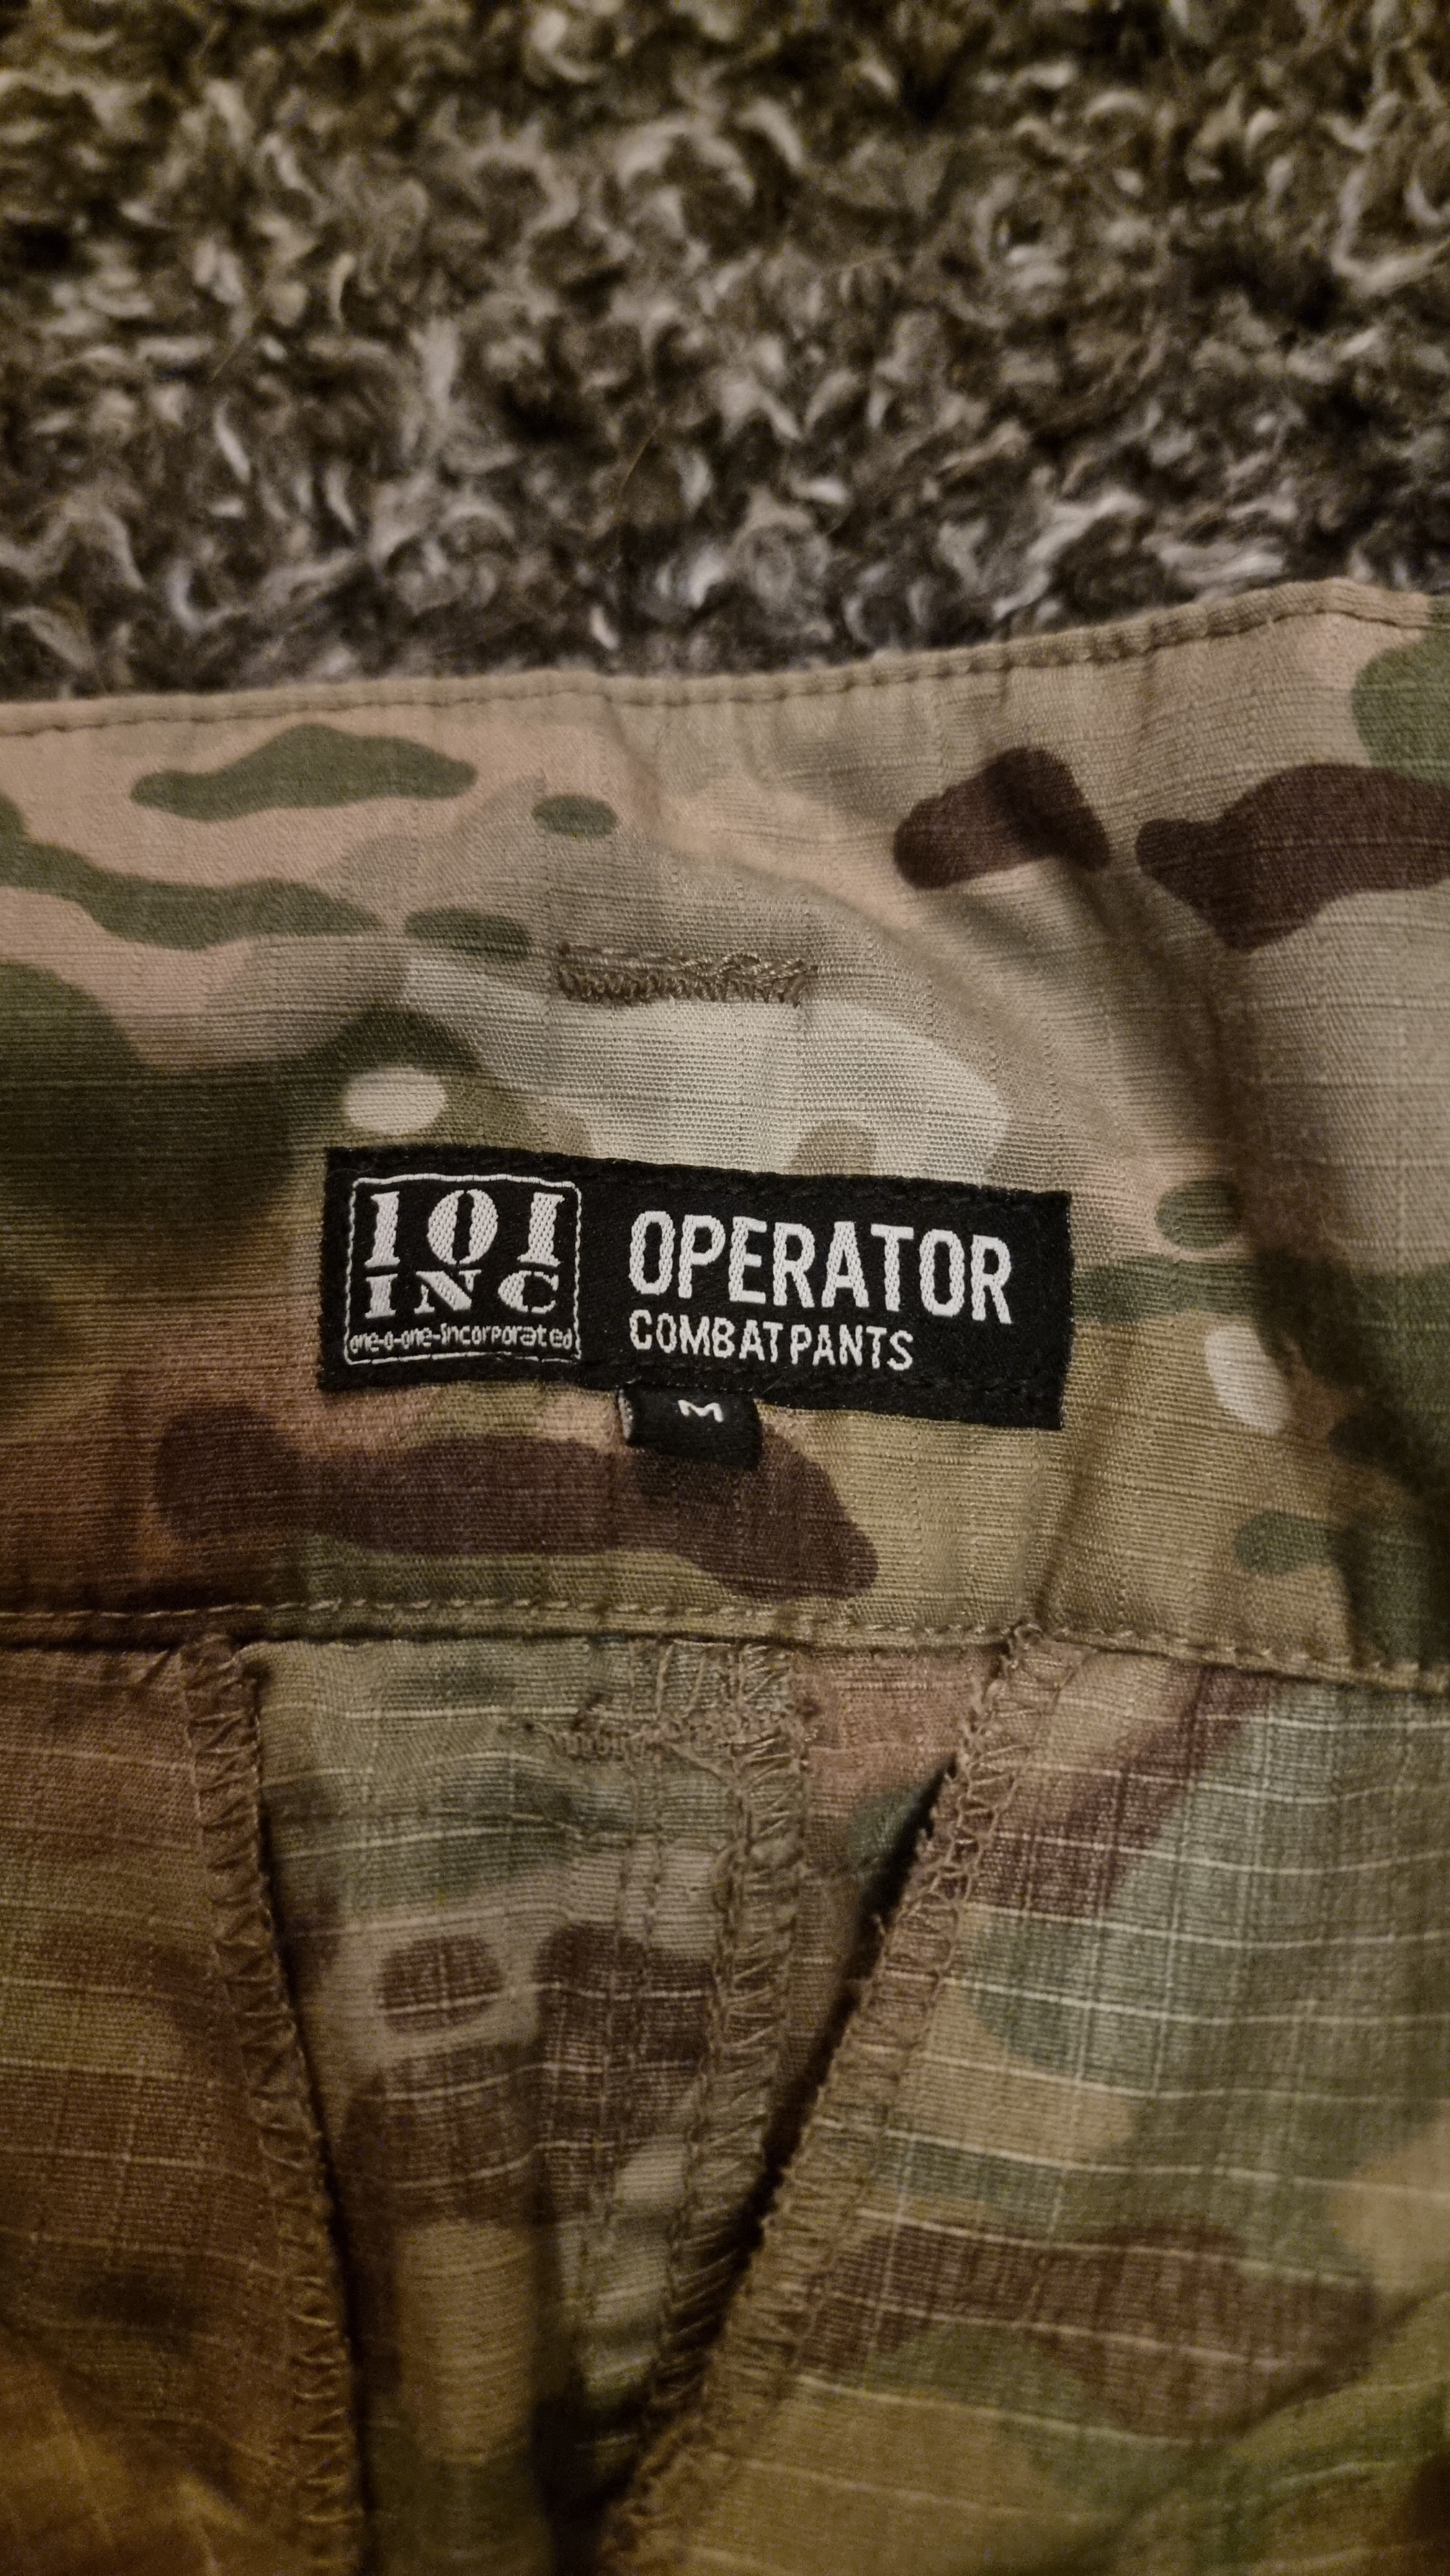 101
INC
one-o-one-incorporated
OPERATOR
COMBAT PANTS
M